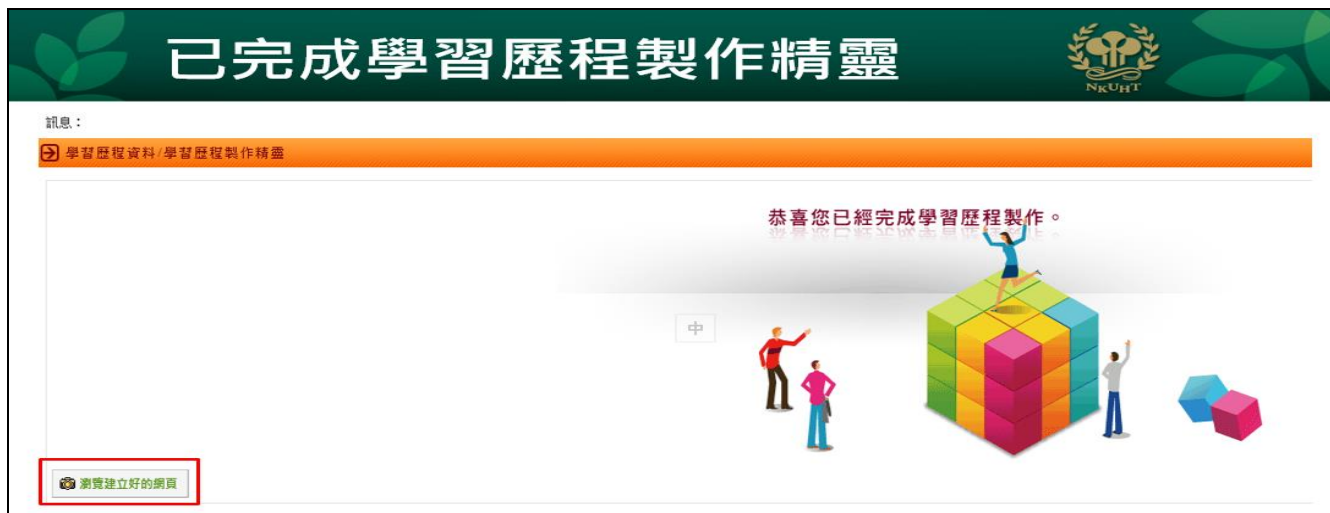 已完成學習歷程製作精靈
NKUHT
訊息：
學習歷程資料/學習歷程製作精靈
恭喜您已經完成學習歷程製作。
中
瀏覽建立好的網頁